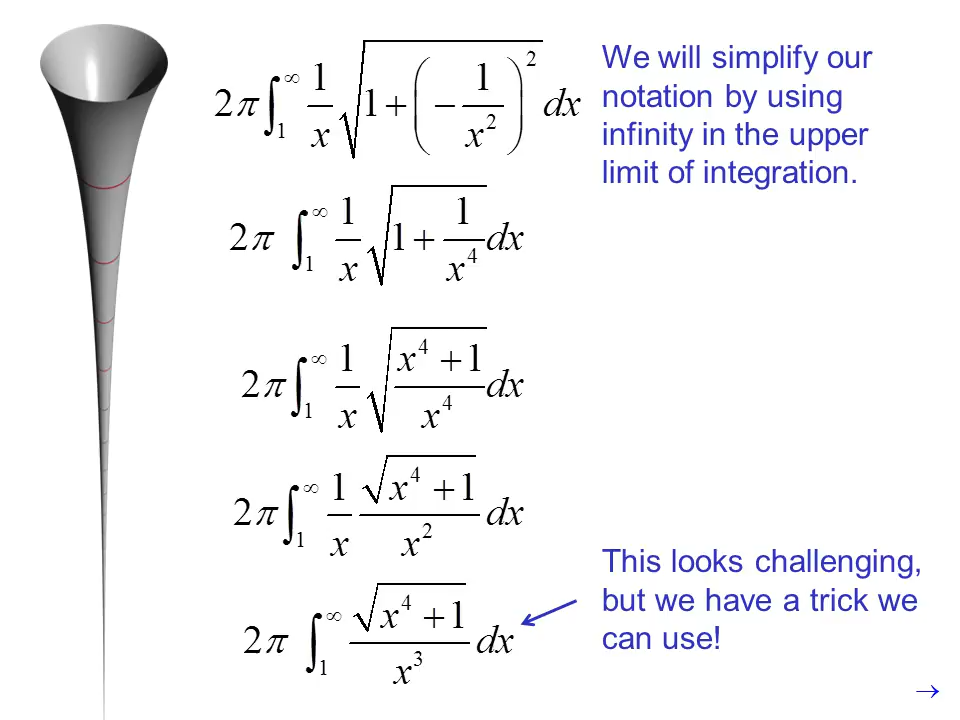 2π∫₁^∞ 1/x √(1 + (−1/x²)²) dx
We will simplify our
notation by using
infinity in the upper
limit of integration.
2π ∫₁^∞ 1/x √(1 + 1/x⁴) dx
2π∫₁^∞ 1/x √((x⁴ + 1)/x⁴) dx
2π∫₁^∞ 1/x √(x⁴ + 1)/x² dx
2π ∫₁^∞ √(x⁴ + 1)/x³ dx
This looks challenging,
but we have a trick we
can use!
→